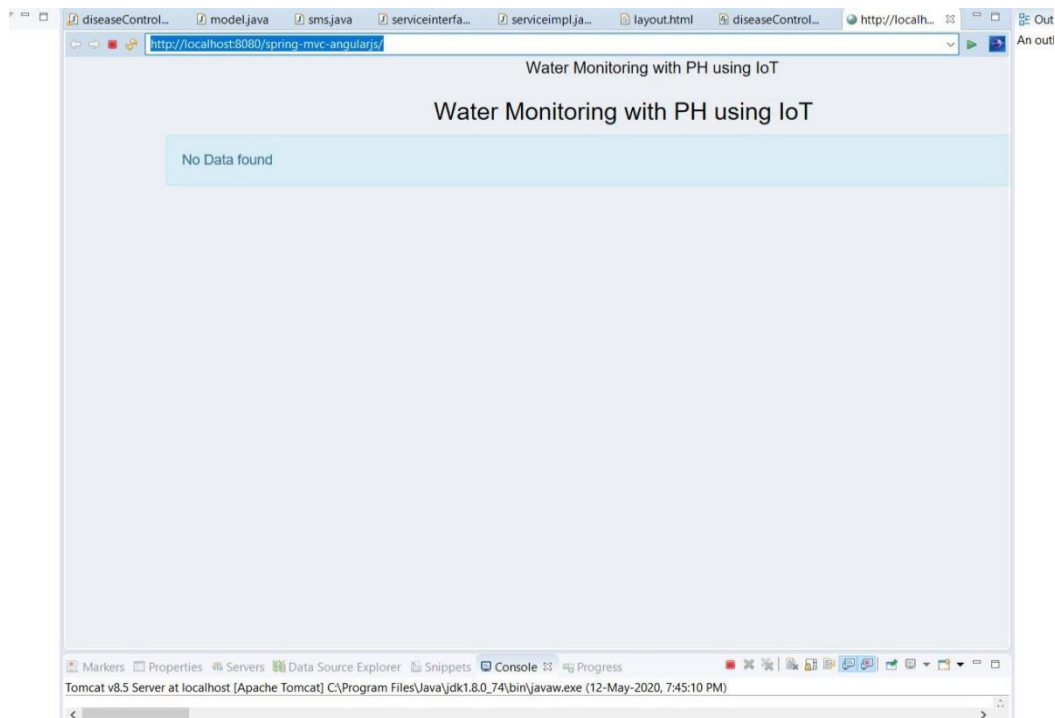 diseaseControl... model.java sms.java serviceinterfa... serviceimpl.ja... layout.html diseaseControl... http://localh... Out
http://localhost:8080/spring-mvc-angularjs/ An outl
Water Monitoring with PH using IoT
Water Monitoring with PH using IoT
No Data found
Markers Properties Servers Data Source Explorer Snippets Console Progress
Tomcat v8.5 Server at localhost [Apache Tomcat] C:\Program Files\Java\jdk1.8.0_74\bin\javaw.exe (12-May-2020, 7:45:10 PM)